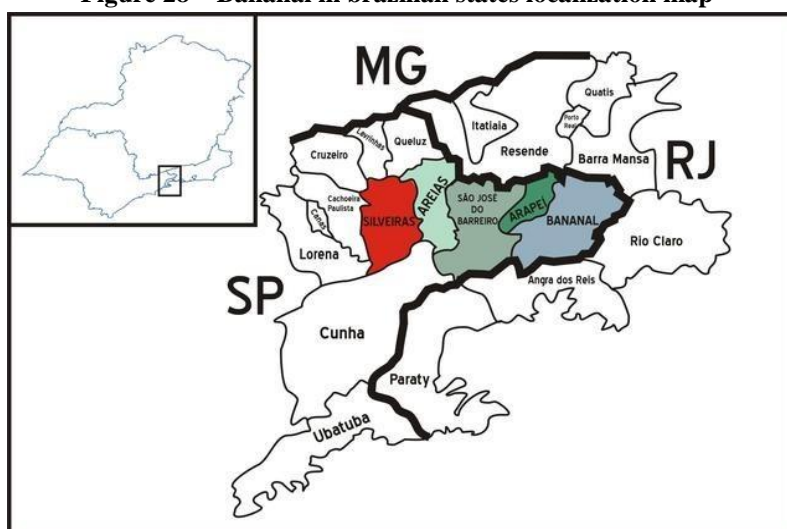 Figure 28 – Bananal in brazilian states localization map
MG
Quatis
Itatiaia
Porto
Real
Lavrinhas
Queluz
Resende
Cruzeiro
Barra Mansa
RJ
Cachoeira
Paulista
Canas
SILVEIRAS
AREIAS
SÃO JOSÉ
DO
BARREIRO
ARAPEÍ
BANANAL
Lorena
Rio Claro
Angra dos Reis
SP
Cunha
Paraty
Ubatuba